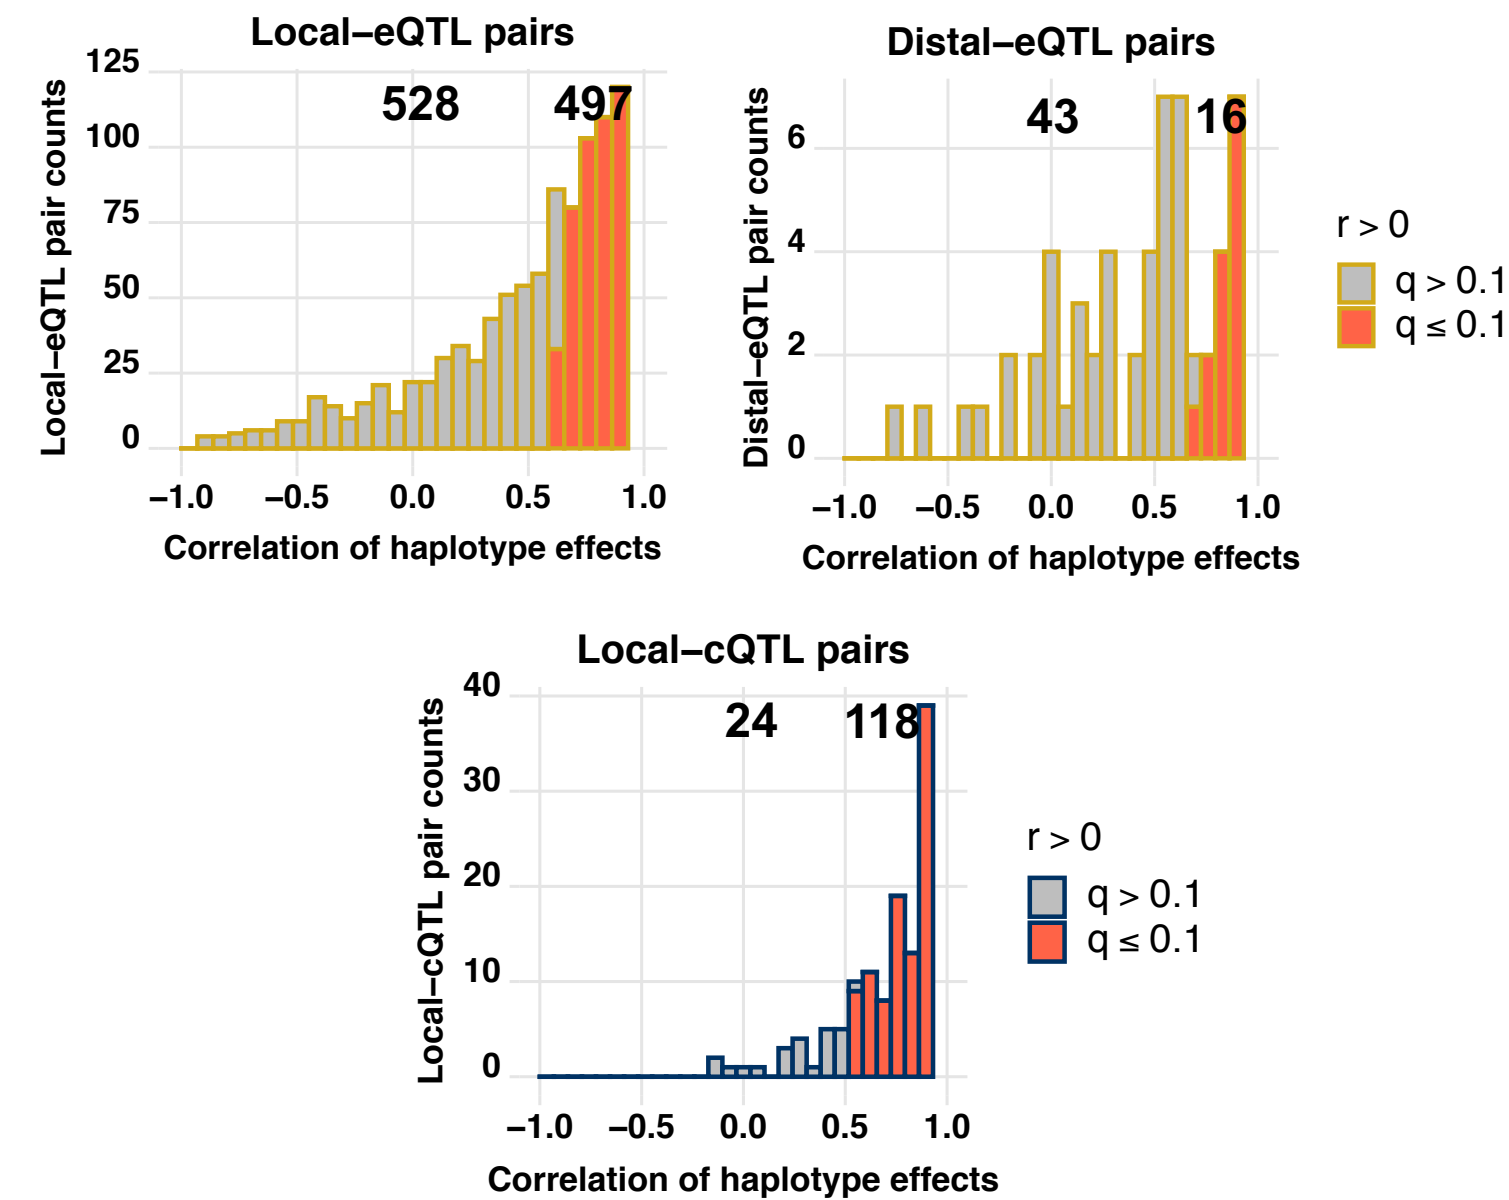 Local–eQTL pairs
Local–eQTL pair counts
125
100
75
50
25
0
528
497
−1.0
−0.5
0.0
0.5
1.0
Correlation of haplotype effects
Distal–eQTL pairs
Distal–eQTL pair counts
6
4
2
0
43
16
−1.0
−0.5
0.0
0.5
1.0
Correlation of haplotype effects
r > 0
q > 0.1
q ≤ 0.1
Local–cQTL pairs
Local–cQTL pair counts
40
30
20
10
0
24
118
−1.0
−0.5
0.0
0.5
1.0
Correlation of haplotype effects
r > 0
q > 0.1
q ≤ 0.1